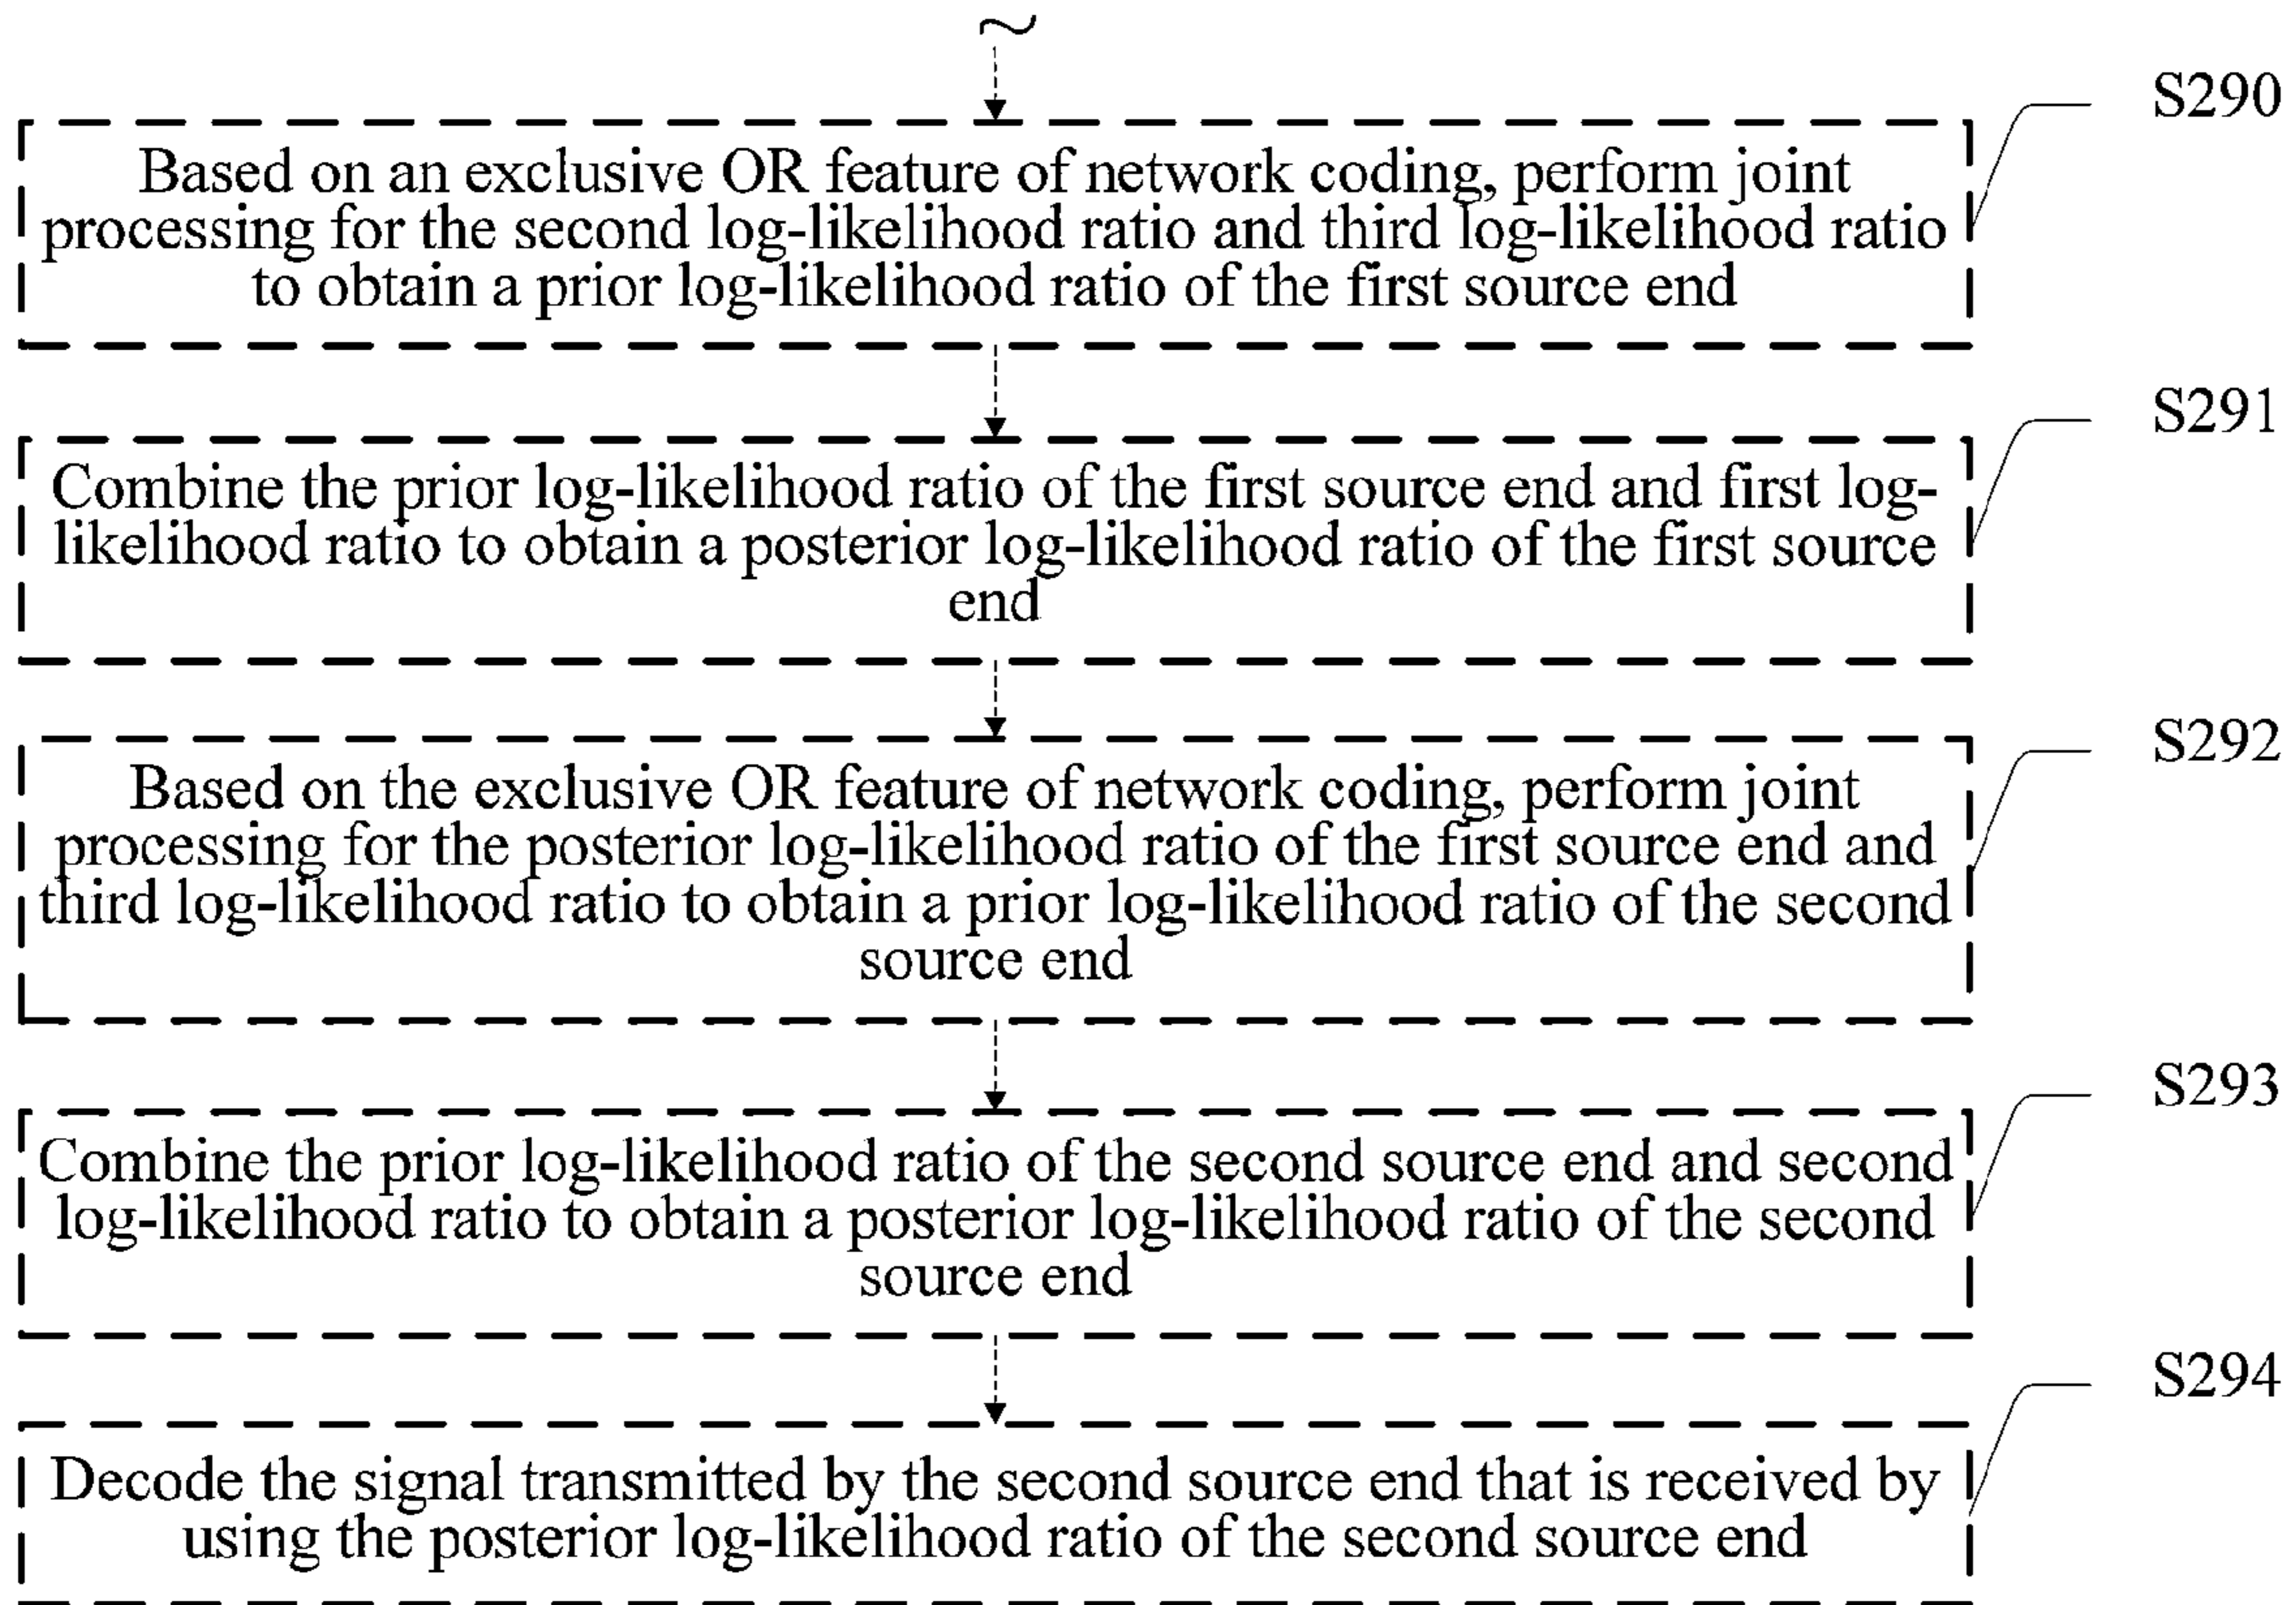 ~
S290
Based on an exclusive OR feature of network coding, perform joint
processing for the second log-likelihood ratio and third log-likelihood ratio
to obtain a prior log-likelihood ratio of the first source end
S291
Combine the prior log-likelihood ratio of the first source end and first log-
likelihood ratio to obtain a posterior log-likelihood ratio of the first source
end
S292
Based on the exclusive OR feature of network coding, perform joint
processing for the posterior log-likelihood ratio of the first source end and
third log-likelihood ratio to obtain a prior log-likelihood ratio of the second
source end
S293
Combine the prior log-likelihood ratio of the second source end and second
log-likelihood ratio to obtain a posterior log-likelihood ratio of the second
source end
S294
Decode the signal transmitted by the second source end that is received by
using the posterior log-likelihood ratio of the second source end